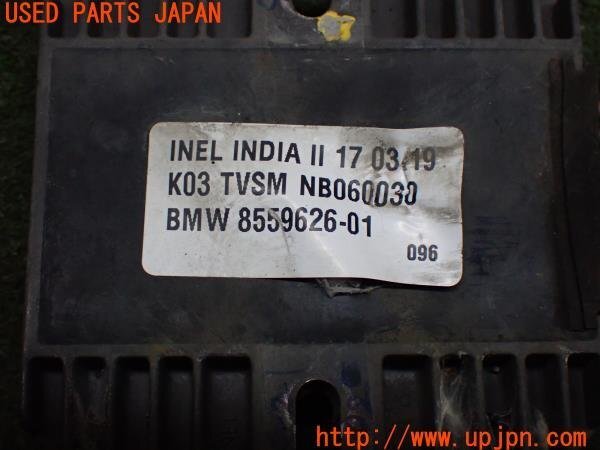 USED PARTS JAPAN
INEL INDIA II 17 03/19
K03 TVSM NB060030
BMW 8559626-01
096
http://www.upjpn.com